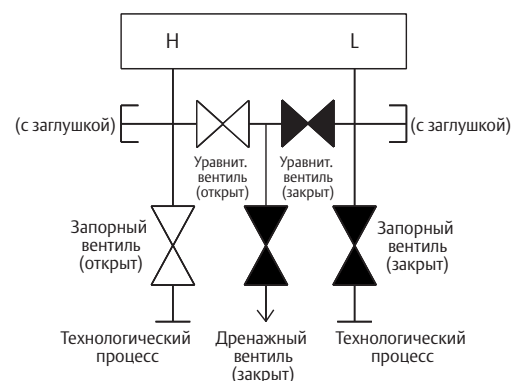 H
L
(с заглушкой)
(с заглушкой)
Уравнит.
вентиль
(открыт)
Уравнит.
вентиль
(закрыт)
Запорный
вентиль
(открыт)
Запорный
вентиль
(закрыт)
Технологический
процесс
Дренажный
вентиль
(закрыт)
Технологический
процесс